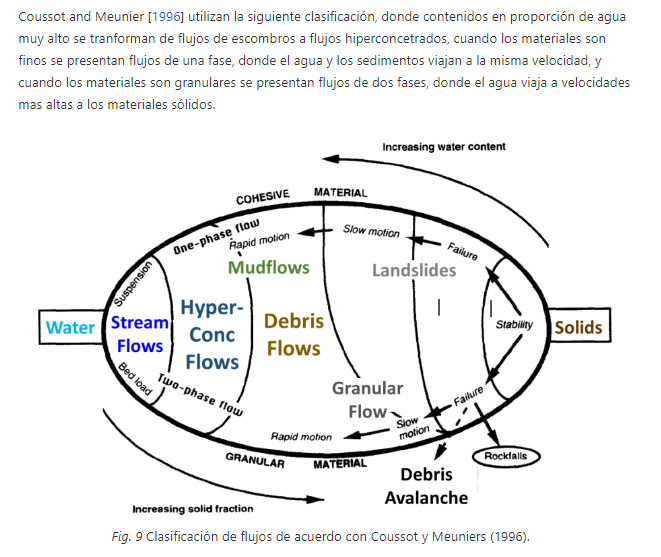 Coussot and Meunier [1996] utilizan la siguiente clasificación, donde contenidos en proporción de agua
muy alto se tranforman de flujos de escombros a flujos hiperconcetrados, cuando los materiales son
finos se presentan flujos de una fase, donde el agua y los sedimentos viajan a la misma velocidad, y
cuando los materiales son granulares se presentan flujos de dos fases, donde el agua viaja a velocidades
mas altas a los materiales sólidos.
Increasing water content
COHESIVE MATERIAL
One-phase flow
Rapid motion
Slow motion
Failure
Suspension
Mudflows
Landslides
Water
Stream
Flows
Hyper-
Conc
Flows
Debris
Flows
Stability
Solids
Bed load
Two-phase flow
Granular
Flow
Failure
Slow
motion
Rapid motion
GRANULAR MATERIAL
Rockfalls
Debris
Avalanche
Increasing solid fraction
Fig. 9 Clasificación de flujos de acuerdo con Coussot y Meuniers (1996).